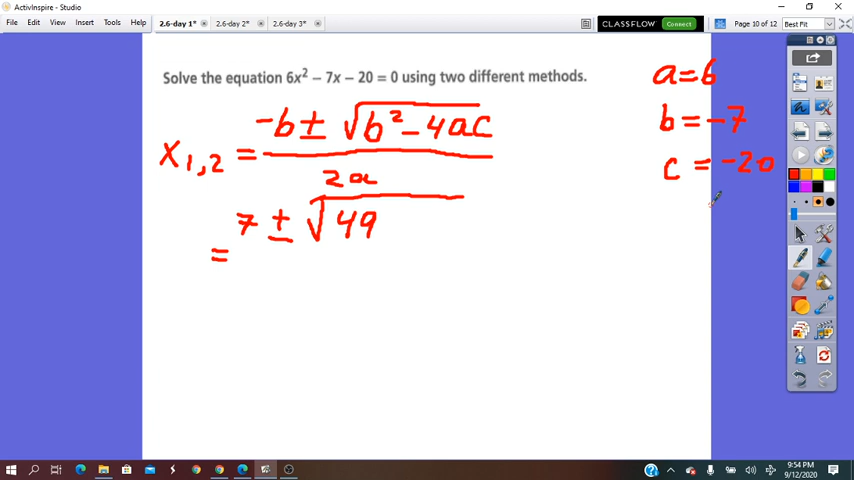 ActivInspire - Studio
File Edit View Insert Tools Help
2.6-day 1* 2.6-day 2* 2.6-day 3*
CLASSFLOW Connect
Page 10 of 12 Best Fit
Solve the equation 6x² − 7x − 20 = 0 using two different methods.
a=6
b=-7
c=-20
x₁,₂ = (-b ± √(b² - 4ac)) / 2a
= 7 ± √49
9:54 PM
9/12/2020